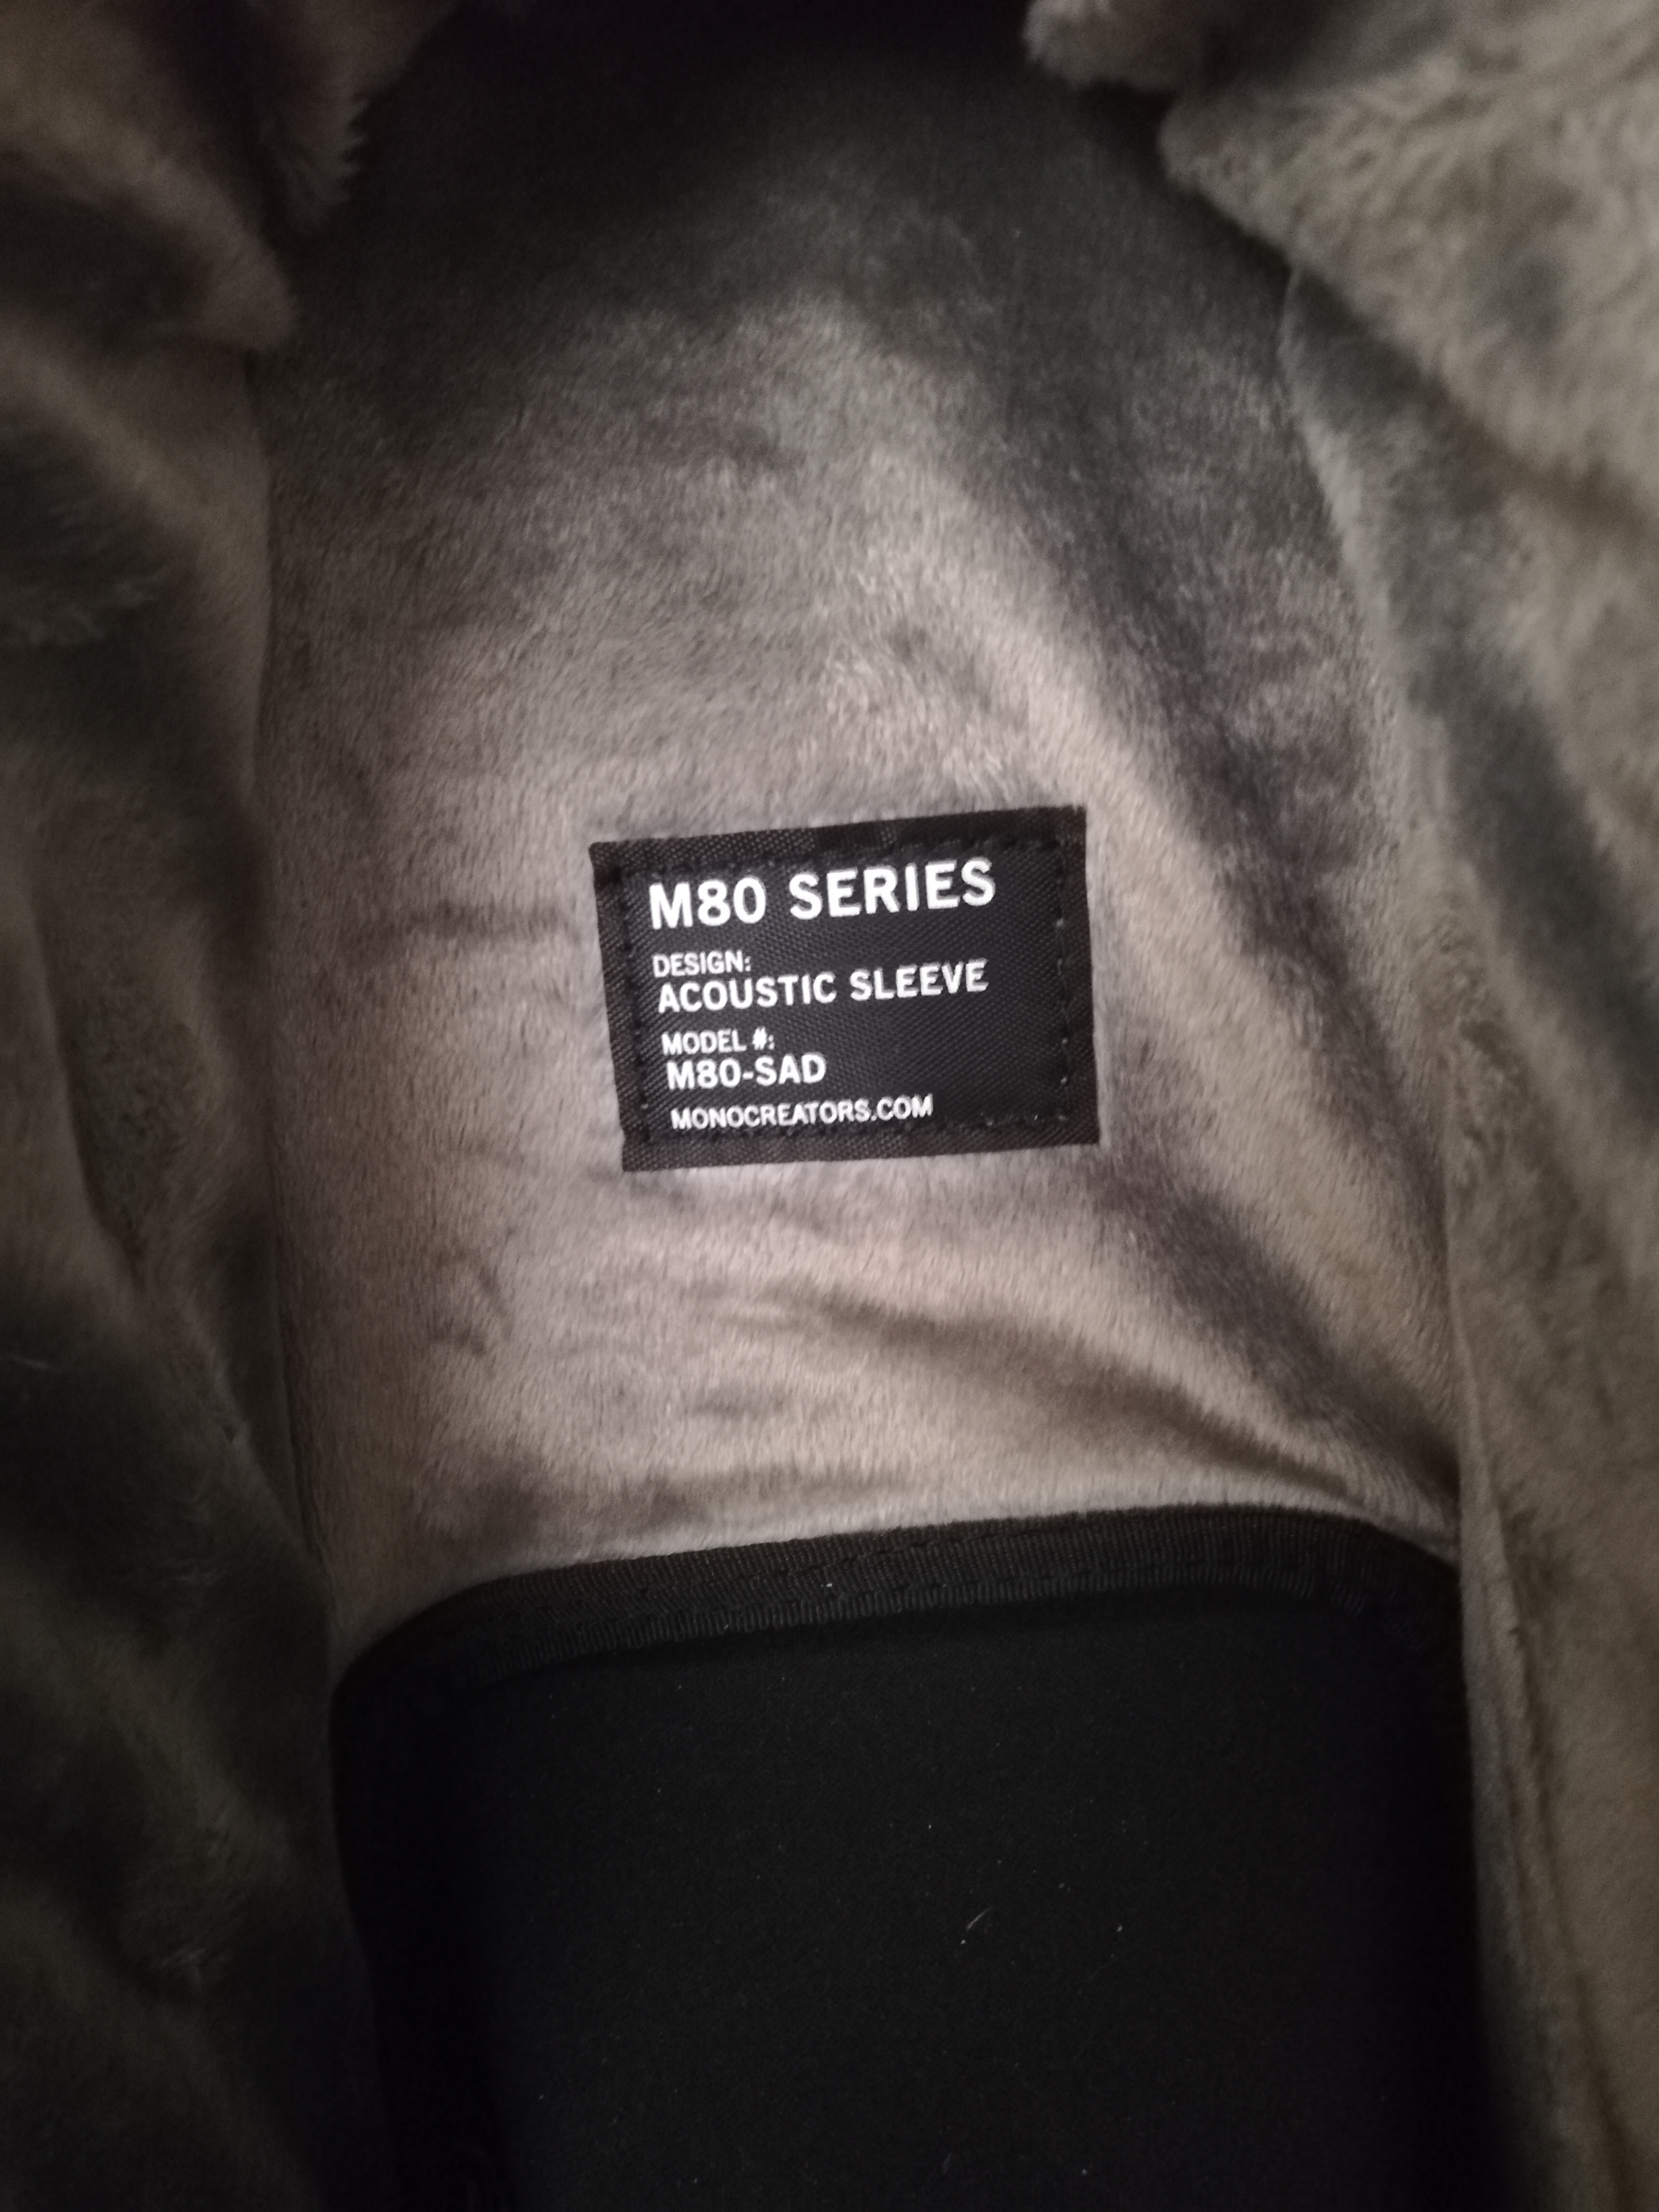 M80 SERIES
DESIGN:
ACOUSTIC SLEEVE
MODEL #:
M80-SAD
MONOCREATORS.COM